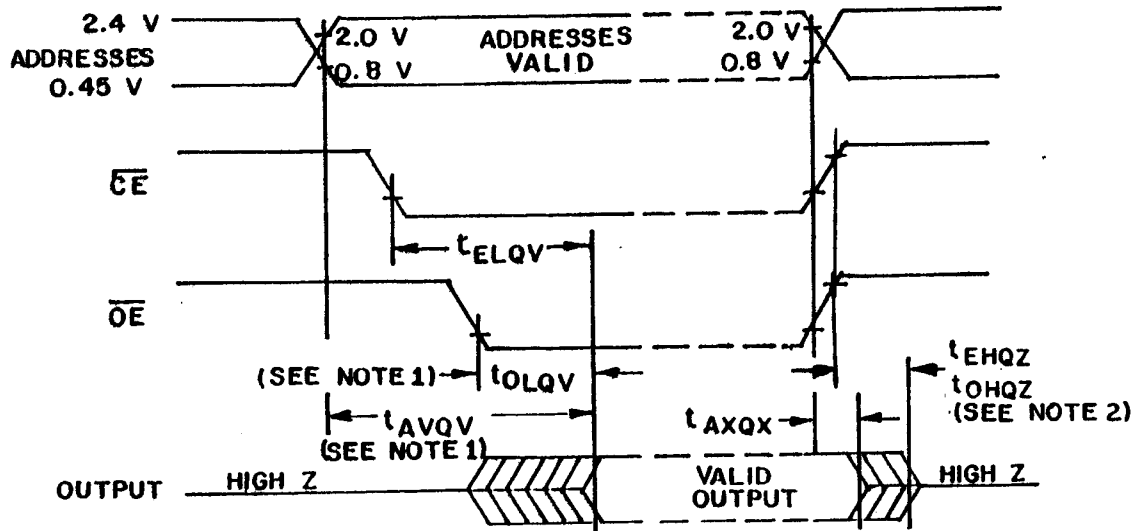 2.4 V
ADDRESSES
0.45 V
2.0 V
0.8 V
ADDRESSES
VALID
2.0 V
0.8 V
CE
tELQV
OE
(SEE NOTE 1)
tOLQV
tEHQZ
tOHQZ
(SEE NOTE 2)
tAVQV
(SEE NOTE 1)
tAXQX
OUTPUT
HIGH Z
VALID
OUTPUT
HIGH Z